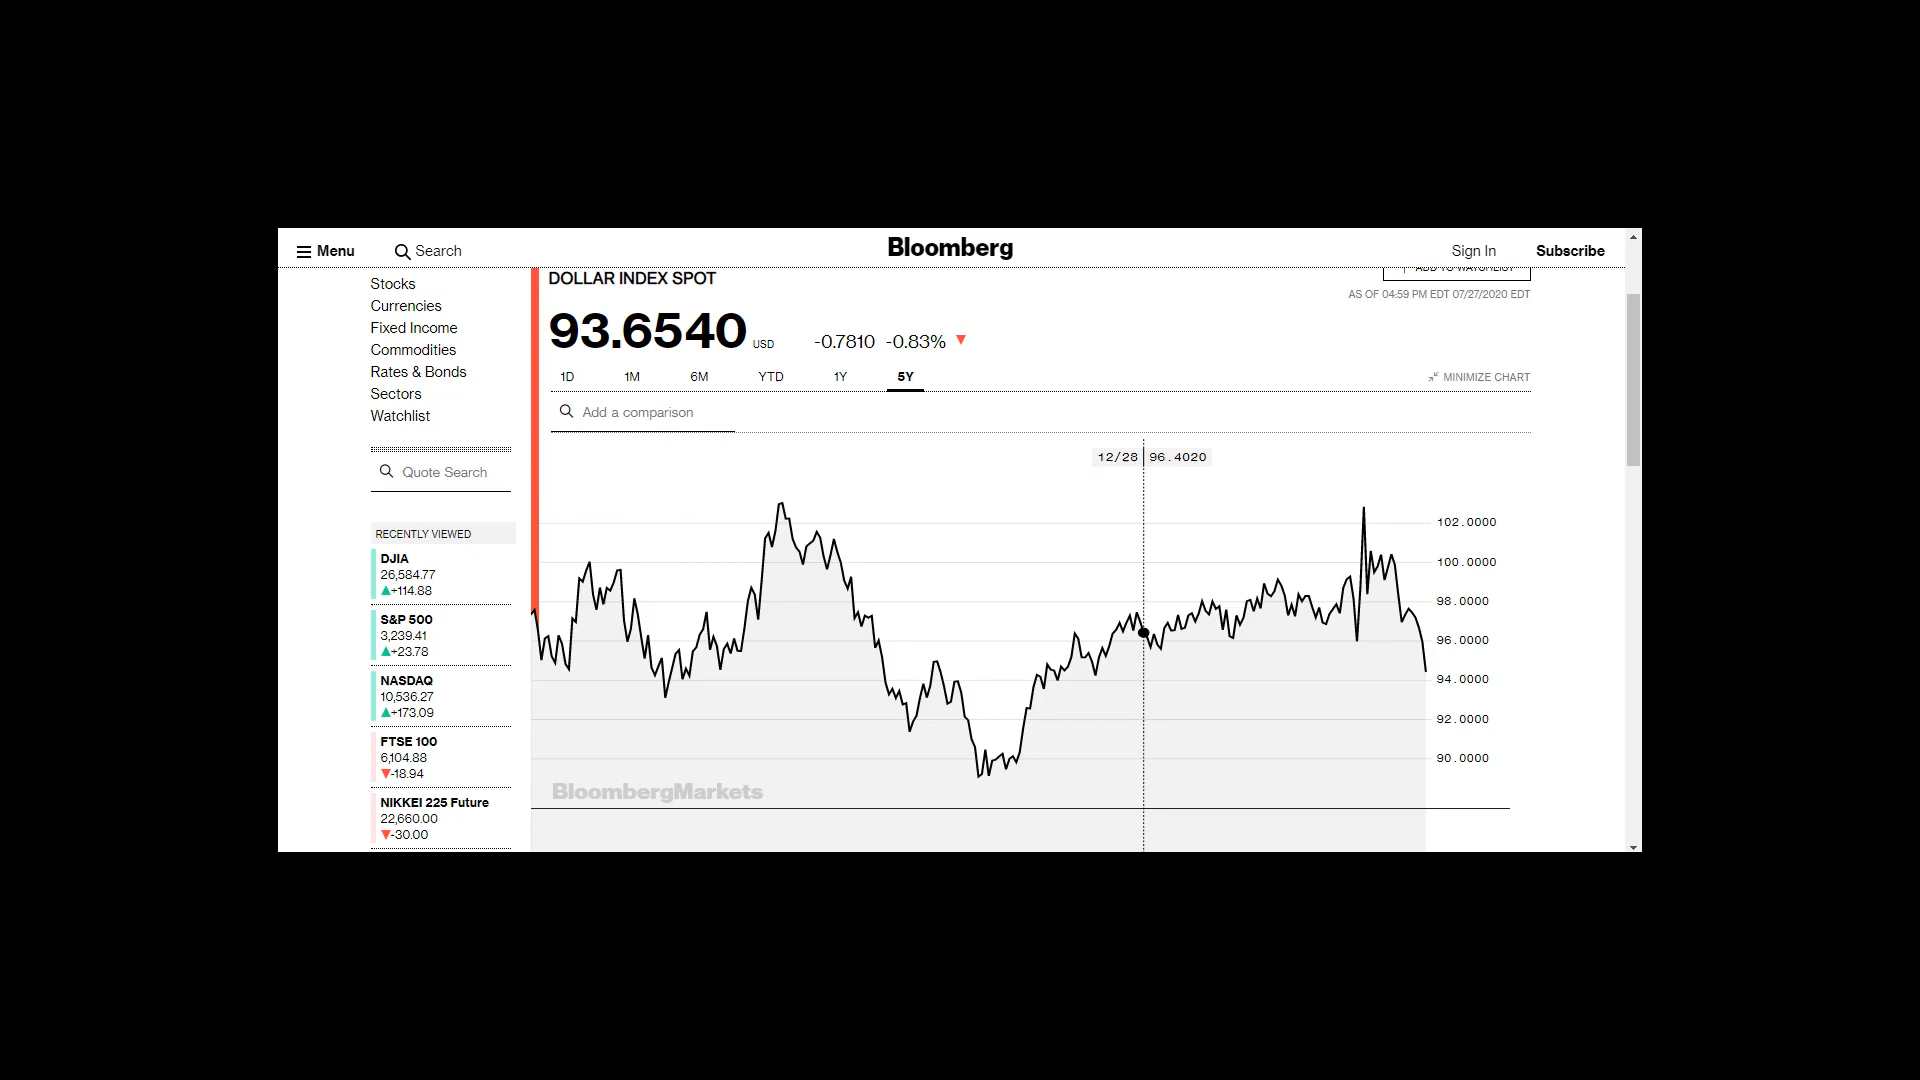 Menu
Search
Bloomberg
Sign In
Subscribe
Stocks
Currencies
Fixed Income
Commodities
Rates & Bonds
Sectors
Watchlist
Quote Search
RECENTLY VIEWED
DJIA
26,584.77
▲+114.88
S&P 500
3,239.41
▲+23.78
NASDAQ
10,536.27
▲+173.09
FTSE 100
6,104.88
▼-18.94
NIKKEI 225 Future
22,660.00
▼-30.00
DOLLAR INDEX SPOT
ADD TO WATCHLIST
AS OF 04:59 PM EDT 07/27/2020 EDT
93.6540 USD -0.7810 -0.83% ▼
1D 1M 6M YTD 1Y 5Y
MINIMIZE CHART
Add a comparison
12/28 96.4020
102.0000
100.0000
98.0000
96.0000
94.0000
92.0000
90.0000
BloombergMarkets